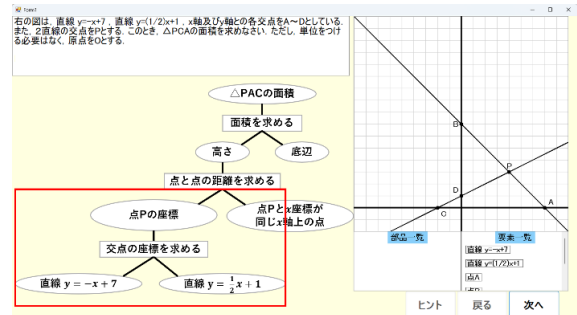 Form1
右の図は，直線 y=-x+7，直線 y=(1/2)x+1，x軸及びy軸との各交点をA～Dとしている.
また，2直線の交点をPとする．このとき，△PCAの面積を求めなさい．ただし，単位をつけ
る必要はなく，原点をOとする.
△PACの面積
面積を求める
高さ
底辺
点と点の距離を求める
点Pの座標
点Pとx座標が
同じx軸上の点
交点の座標を求める
直線 y = −x + 7
直線 y = 1/2 x + 1
B
P
D
C
A
部品一覧
要素一覧
直線 y=-x+7
直線 y=(1/2)x+1
点A
ヒント
戻る
次へ